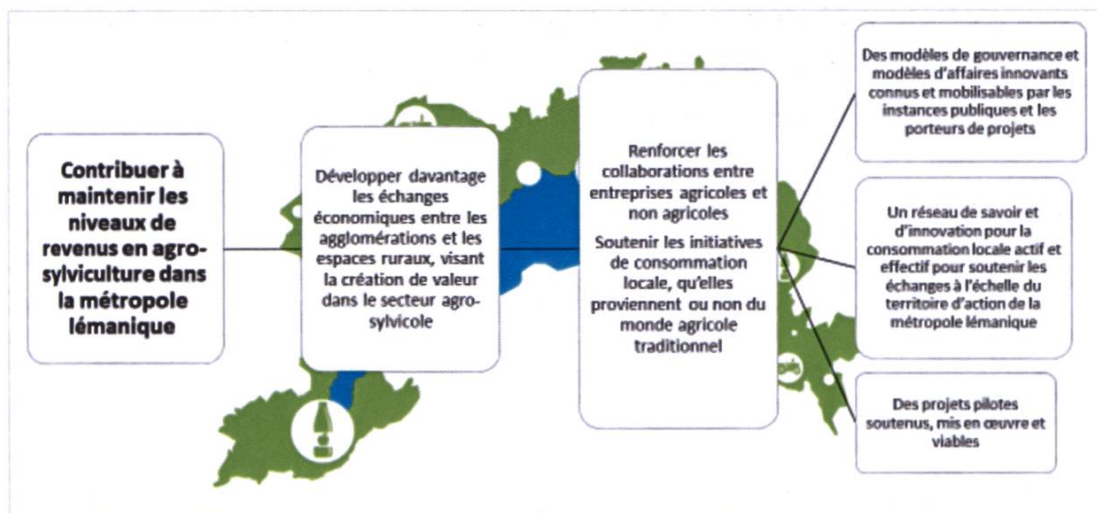 Contribuer à
maintenir les
niveaux de
revenus en agro-
sylviculture dans
la métropole
lémanique
Développer davantage
les échanges
économiques entre les
agglomérations et les
espaces ruraux, visant
la création de valeur
dans le secteur agro-
sylvicole
Renforcer les
collaborations entre
entreprises agricoles et
non agricoles
Soutenir les initiatives
de consommation
locale, qu'elles
proviennent ou non du
monde agricole
traditionnel
Des modèles de gouvernance et
modèles d'affaires innovants
connus et mobilisables par les
instances publiques et les
porteurs de projets
Un réseau de savoir et
d'innovation pour la
consommation locale actif et
effectif pour soutenir les
échanges à l'échelle du
territoire d'action de la
métropole lémanique
Des projets pilotes
soutenus, mis en œuvre et
viables